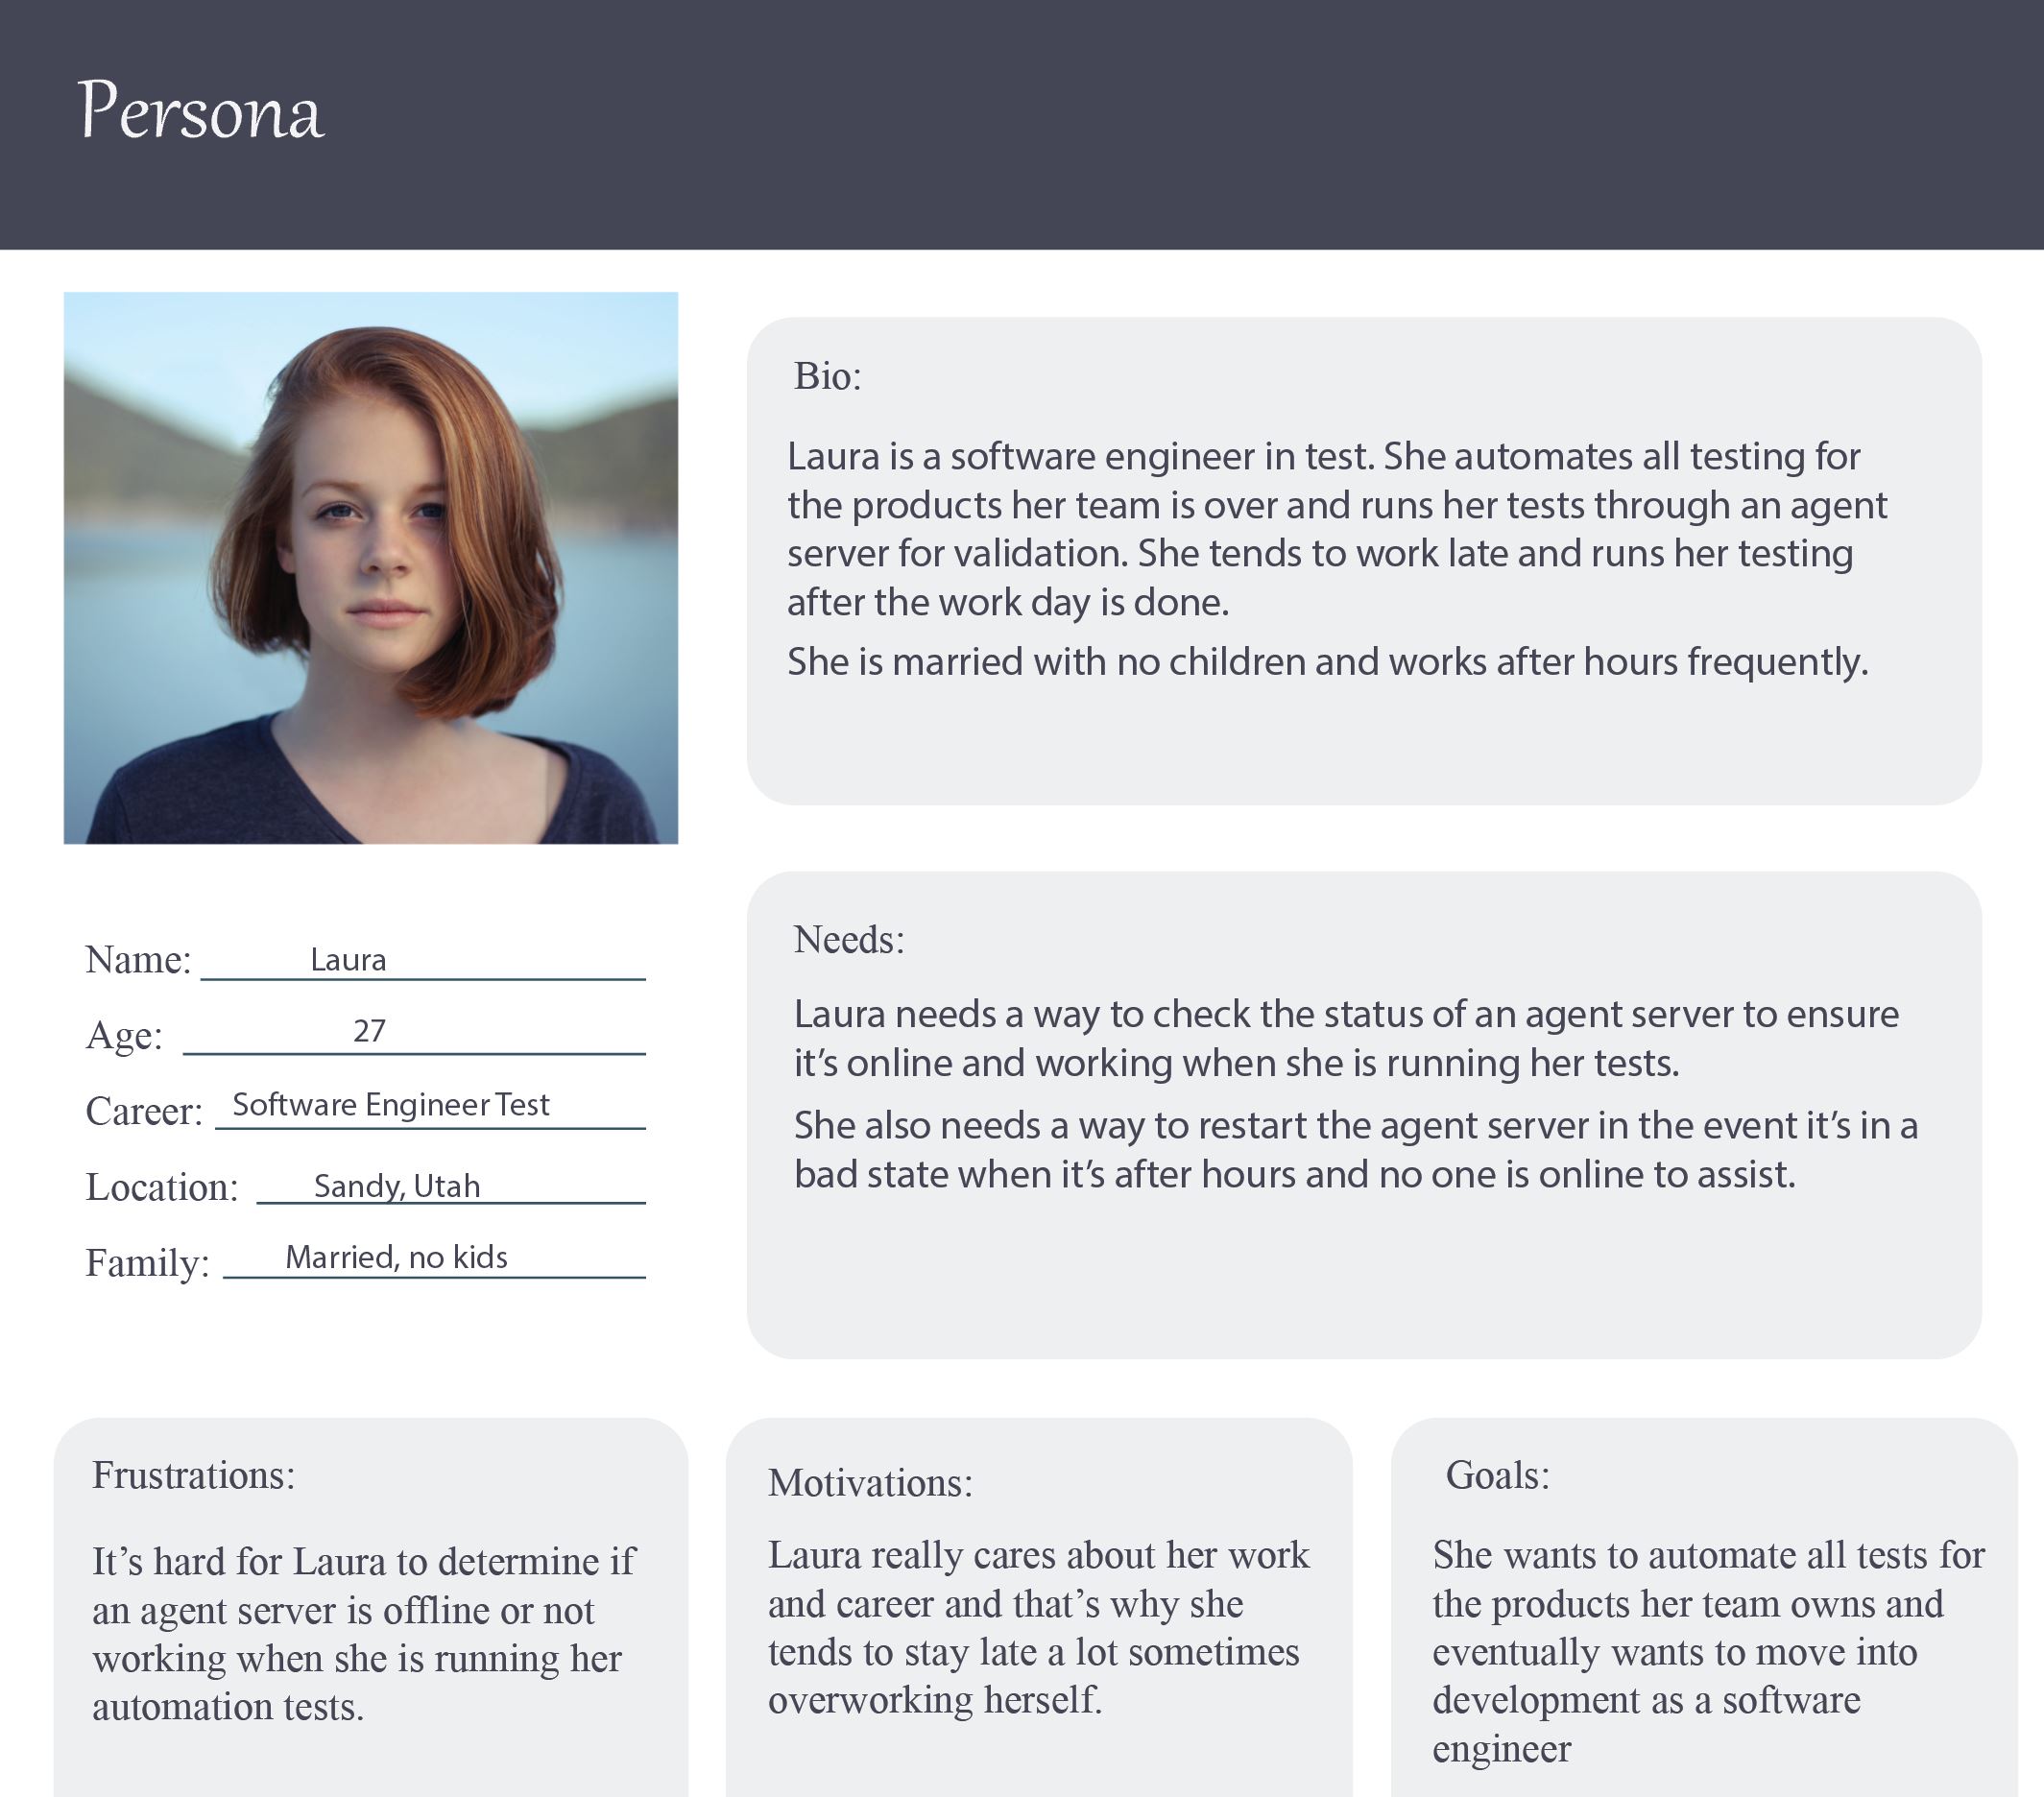 Persona
Bio:
Laura is a software engineer in test. She automates all testing for
the products her team is over and runs her tests through an agent
server for validation. She tends to work late and runs her testing
after the work day is done.
She is married with no children and works after hours frequently.
Name: Laura
Age: 27
Career: Software Engineer Test
Location: Sandy, Utah
Family: Married, no kids
Needs:
Laura needs a way to check the status of an agent server to ensure
it’s online and working when she is running her tests.
She also needs a way to restart the agent server in the event it’s in a
bad state when it’s after hours and no one is online to assist.
Frustrations:
It’s hard for Laura to determine if
an agent server is offline or not
working when she is running her
automation tests.
Motivations:
Laura really cares about her work
and career and that’s why she
tends to stay late a lot sometimes
overworking herself.
Goals:
She wants to automate all tests for
the products her team owns and
eventually wants to move into
development as a software
engineer